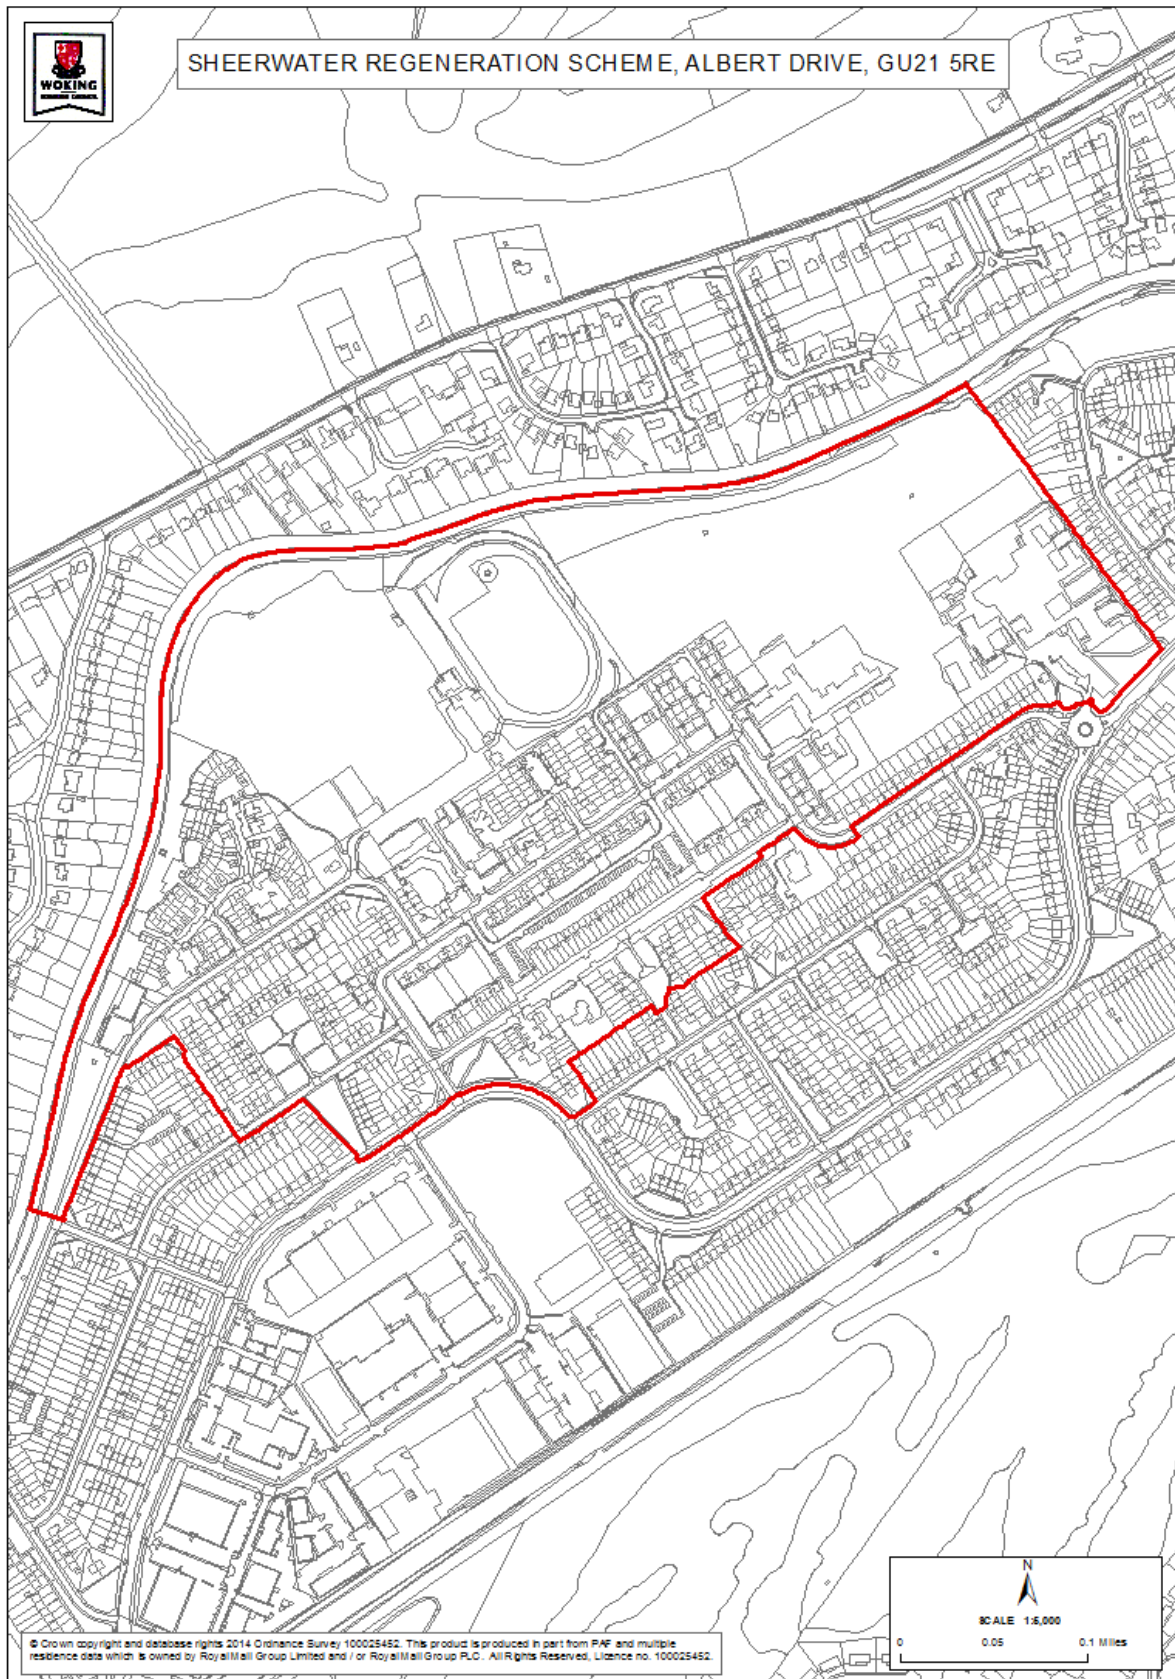 WOKING
BOROUGH COUNCIL
SHEERWATER REGENERATION SCHEME, ALBERT DRIVE, GU21 5RE
N
SCALE 1:5,000
0 0.05 0.1 Miles
© Crown copyright and database rights 2014 Ordnance Survey 100025452. This product is produced in part from PAF and multiple
residence data which is owned by Royal Mail Group Limited and / or Royal Mail Group PLC. All Rights Reserved, Licence no. 100025452.